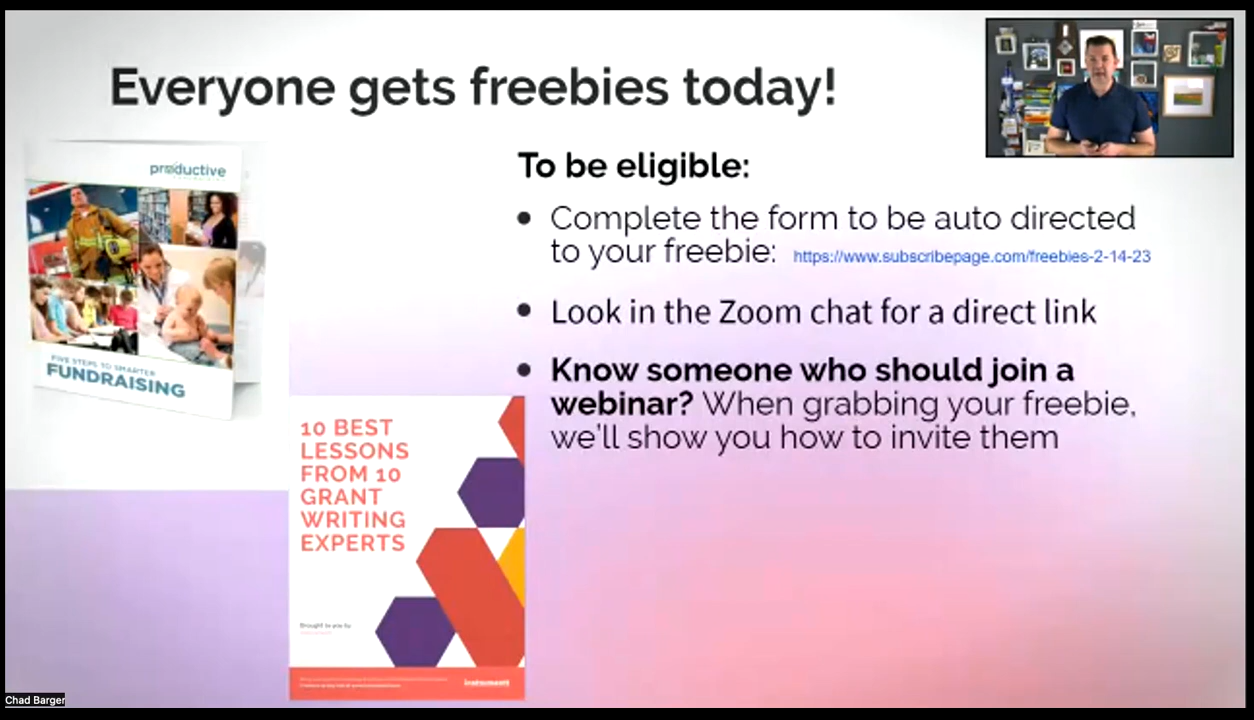 Everyone gets freebies today!
productive
FIVE STEPS TO SMARTER
FUNDRAISING
To be eligible:
• Complete the form to be auto directed
to your freebie: https://www.subscribepage.com/freebies-2-14-23
• Look in the Zoom chat for a direct link
• Know someone who should join a
webinar? When grabbing your freebie,
we'll show you how to invite them
10 BEST
LESSONS
FROM 10
GRANT
WRITING
EXPERTS
Brought to you by
instrumentl
Chad Barger